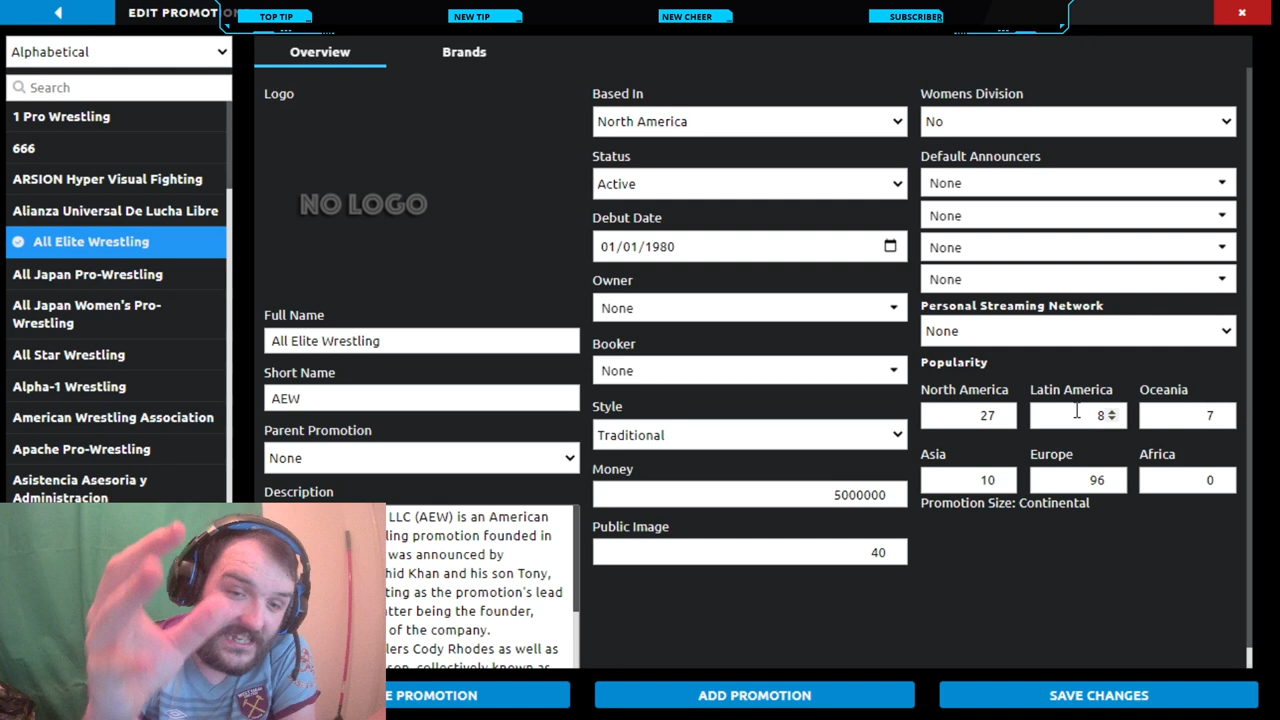 EDIT PROMOTION
TOP TIP
NEW TIP
NEW CHEER
SUBSCRIBER
Alphabetical
Search
1 Pro Wrestling
666
ARSION Hyper Visual Fighting
Alianza Universal De Lucha Libre
All Elite Wrestling
All Japan Pro-Wrestling
All Japan Women's Pro-
Wrestling
All Star Wrestling
Alpha-1 Wrestling
American Wrestling Association
Apache Pro-Wrestling
Asistencia Asesoria y
Administracion
Overview
Brands
Logo
NO LOGO
Full Name
All Elite Wrestling
Short Name
AEW
Parent Promotion
None
Description
LLC (AEW) is an American
ling promotion founded in
was announced by
hid Khan and his son Tony,
ting as the promotion's lead
atter being the founder,
of the company.
lers Cody Rhodes as well as
son, collectively known as
Based In
North America
Status
Active
Debut Date
01/01/1980
Owner
None
Booker
None
Style
Traditional
Money
5000000
Public Image
40
Womens Division
No
Default Announcers
None
None
None
None
Personal Streaming Network
None
Popularity
North America
Latin America
Oceania
27
8
7
Asia
Europe
Africa
10
96
0
Promotion Size: Continental
E PROMOTION
ADD PROMOTION
SAVE CHANGES